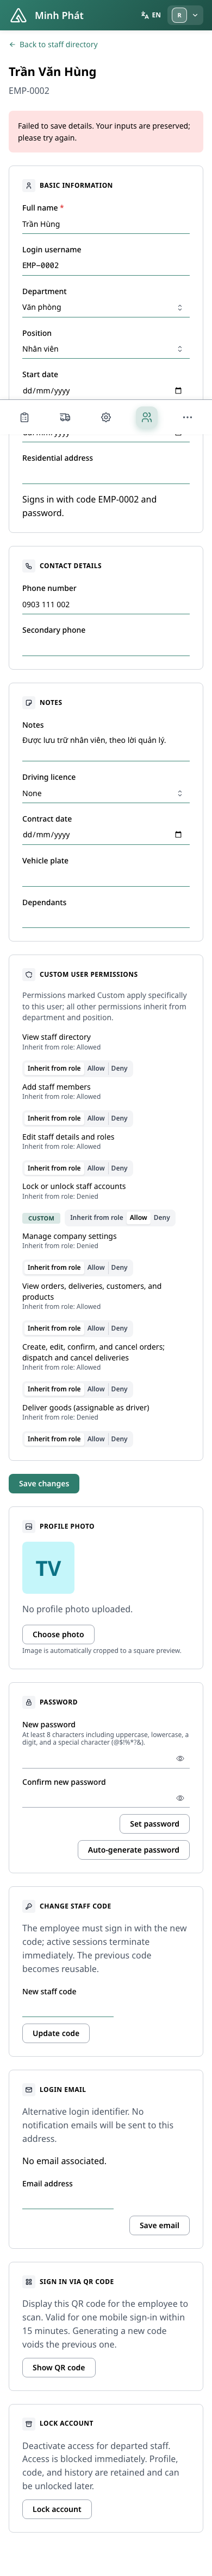 Minh Phát
EN
R
Back to staff directory
Trần Văn Hùng
EMP-0002
Failed to save details. Your inputs are preserved;
please try again.
BASIC INFORMATION
Full name *
Trần Hùng
Login username
EMP-0002
Department
Văn phòng
Position
Nhân viên
Start date
dd/mm/yyyy
Residential address
Signs in with code EMP-0002 and
password.
CONTACT DETAILS
Phone number
0903 111 002
Secondary phone
NOTES
Notes
Được lưu trữ nhân viên, theo lời quản lý.
Driving licence
None
Contract date
dd/mm/yyyy
Vehicle plate
Dependants
CUSTOM USER PERMISSIONS
Permissions marked Custom apply specifically
to this user; all other permissions inherit from
department and position.
View staff directory
Inherit from role: Allowed
Inherit from role Allow Deny
Add staff members
Inherit from role: Allowed
Inherit from role Allow Deny
Edit staff details and roles
Inherit from role: Allowed
Inherit from role Allow Deny
Lock or unlock staff accounts
Inherit from role: Denied
CUSTOM Inherit from role Allow Deny
Manage company settings
Inherit from role: Denied
Inherit from role Allow Deny
View orders, deliveries, customers, and
products
Inherit from role: Allowed
Inherit from role Allow Deny
Create, edit, confirm, and cancel orders;
dispatch and cancel deliveries
Inherit from role: Allowed
Inherit from role Allow Deny
Deliver goods (assignable as driver)
Inherit from role: Denied
Inherit from role Allow Deny
Save changes
PROFILE PHOTO
TV
No profile photo uploaded.
Choose photo
Image is automatically cropped to a square preview.
PASSWORD
New password
At least 8 characters including uppercase, lowercase, a
digit, and a special character (@$!%*?&).
Confirm new password
Set password
Auto-generate password
CHANGE STAFF CODE
The employee must sign in with the new
code; active sessions terminate
immediately. The previous code
becomes reusable.
New staff code
Update code
LOGIN EMAIL
Alternative login identifier. No
notification emails will be sent to this
address.
No email associated.
Email address
Save email
SIGN IN VIA QR CODE
Display this QR code for the employee to
scan. Valid for one mobile sign-in within
15 minutes. Generating a new code
voids the previous one.
Show QR code
LOCK ACCOUNT
Deactivate access for departed staff.
Access is blocked immediately. Profile,
code, and history are retained and can
be unlocked later.
Lock account